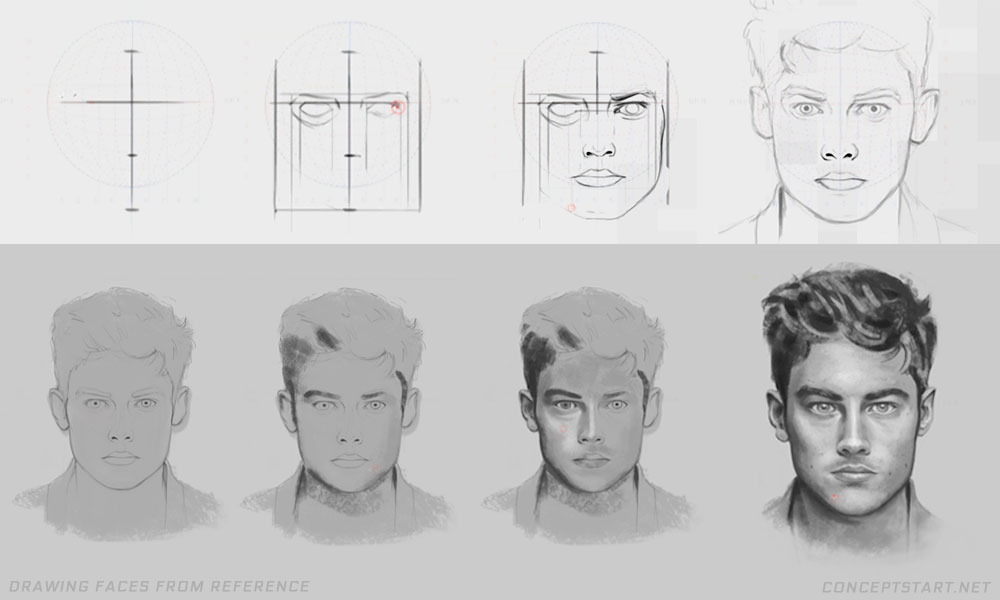 DRAWING FACES FROM REFERENCE
CONCEPTSTART.NET